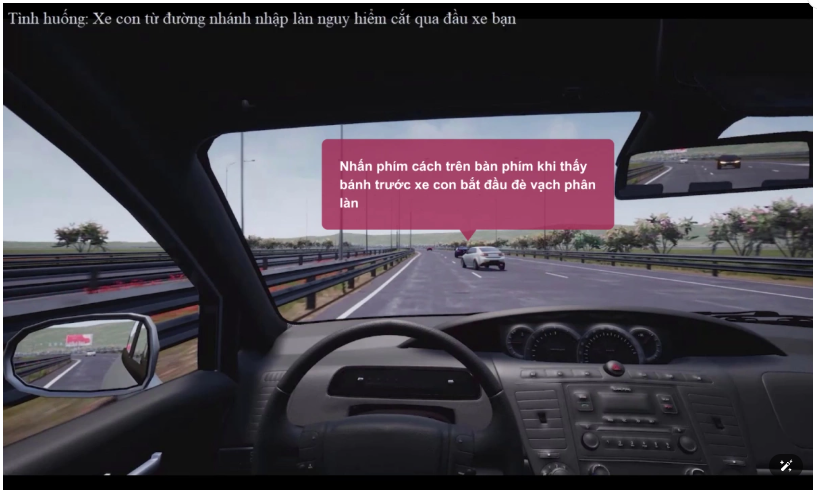 Tình huống: Xe con từ đường nhánh nhập làn nguy hiểm cắt qua đầu xe bạn
Nhấn phím cách trên bàn phím khi thấy
bánh trước xe con bắt đầu đè vạch phân
làn